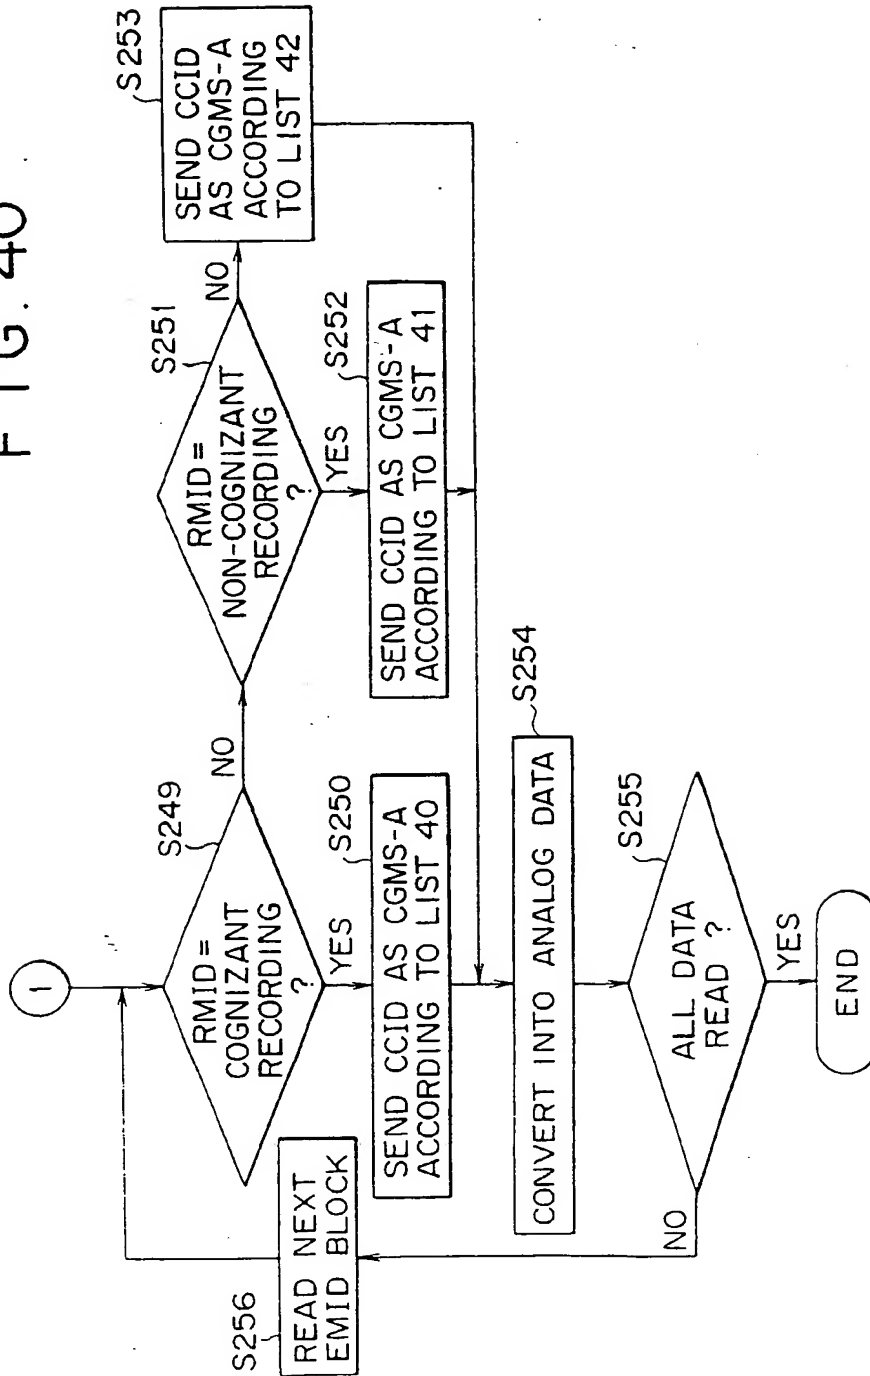 FIG. 40
1
S249
RMID=
COGNIZANT
RECORDING
?
NO
YES
S251
RMID=
NON-COGNIZANT
RECORDING
?
NO
YES
S253
SEND CCID
AS CGMS-A
ACCORDING
TO LIST 42
S250
SEND CCID AS CGMS-A
ACCORDING TO LIST 40
S252
SEND CCID AS CGMS-A
ACCORDING TO LIST 41
S254
CONVERT INTO ANALOG DATA
S255
ALL DATA
READ ?
NO
YES
S256
READ NEXT
EMID BLOCK
END